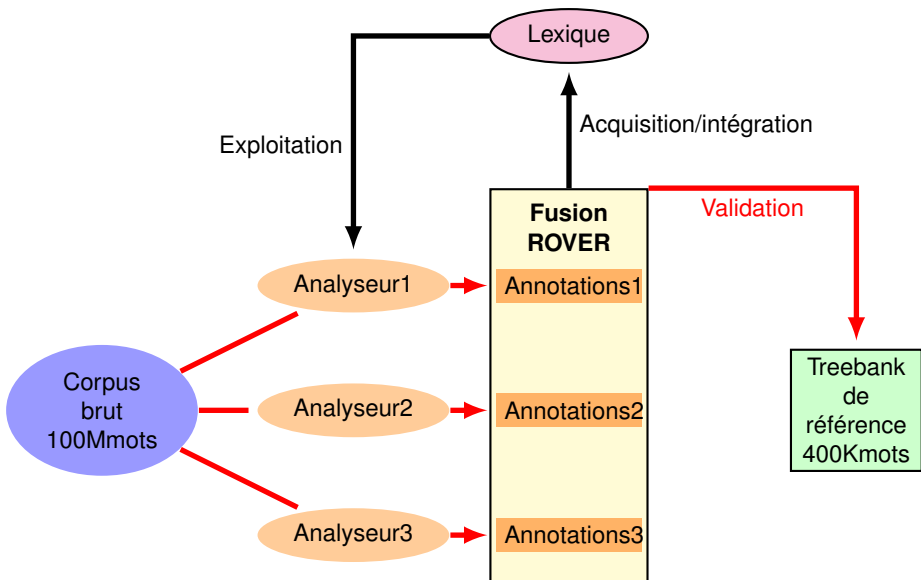 Lexique
Exploitation
Acquisition/intégration
Fusion
ROVER
Validation
Analyseur1
Annotations1
Corpus
brut
100Mmots
Analyseur2
Annotations2
Treebank
de
référence
400Kmots
Analyseur3
Annotations3